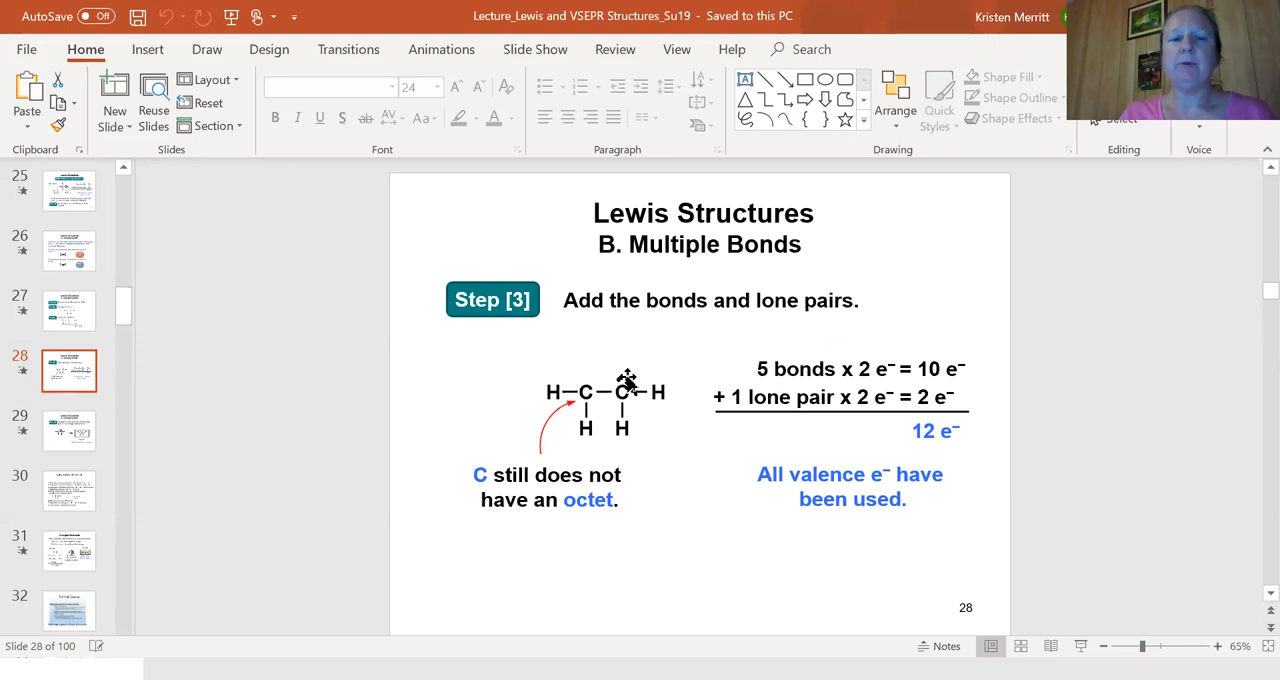 AutoSave Off Lecture_Lewis and VSEPR Structures_Su19 - Saved to this PC Kristen Merritt
File Home Insert Draw Design Transitions Animations Slide Show Review View Help Search
Paste
New Slide
Reuse Slides
Layout
Reset
Section
24
B I U S ab AV Aa A
Arrange
Quick Styles
Shape Fill
Shape Outline
Shape Effects
Select
Clipboard Slides Font Paragraph Drawing Editing Voice
25
26
27
28
29
30
31
32
Lewis Structures
B. Multiple Bonds
Step [3] Add the bonds and lone pairs.
H—C—C—H
H H
5 bonds x 2 e⁻ = 10 e⁻
+ 1 lone pair x 2 e⁻ = 2 e⁻
12 e⁻
C still does not
have an octet.
All valence e⁻ have
been used.
28
Slide 28 of 100 Notes 65%